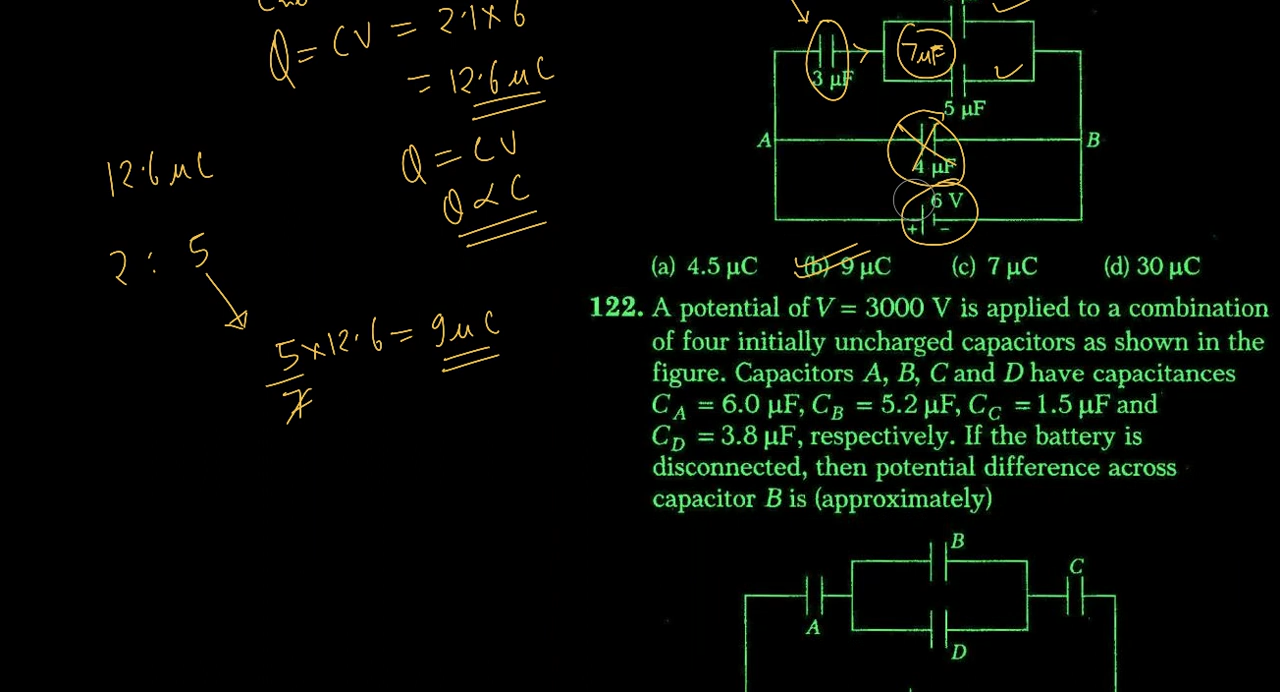 Q = CV = 2.1 × 6
= 12.6 μC
Q = CV
Q ∝ C
12.6 μC
2 : 5
5/7 × 12.6 = 9 μC
7μF
3 μF
5 μF
A
B
4 μF
6 V
+ -
(a) 4.5 μC (b) 9 μC (c) 7 μC (d) 30 μC
122. A potential of V = 3000 V is applied to a combination
of four initially uncharged capacitors as shown in the
figure. Capacitors A, B, C and D have capacitances
C_A = 6.0 μF, C_B = 5.2 μF, C_C = 1.5 μF and
C_D = 3.8 μF, respectively. If the battery is
disconnected, then potential difference across
capacitor B is (approximately)
B
C
A
D